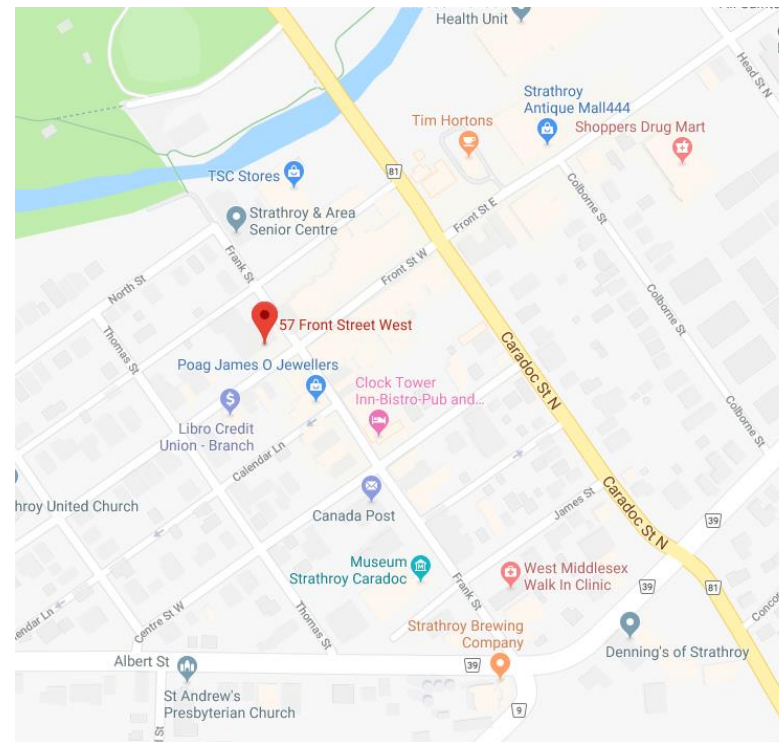 Health Unit
Head St N
Strathroy
Antique Mall444
Tim Hortons
Shoppers Drug Mart
81
TSC Stores
Colborne St
Strathroy & Area
Senior Centre
Front St E
Frank St
Front St W
North St
Colborne St
57 Front Street West
Thomas St
Caradoc St N
Poag James O Jewellers
Clock Tower
Inn-Bistro-Pub and...
Libro Credit
Union - Branch
Calendar Ln
hroy United Church
Canada Post
James St
Caradoc St N
39
Museum
Strathroy Caradoc
West Middlesex
Walk In Clinic
Frank St
39
81
endar Ln
Centre St W
Thomas St
Conco
Strathroy Brewing
Company
Denning's of Strathroy
Albert St
39
St Andrew's
Presbyterian Church
9
d St